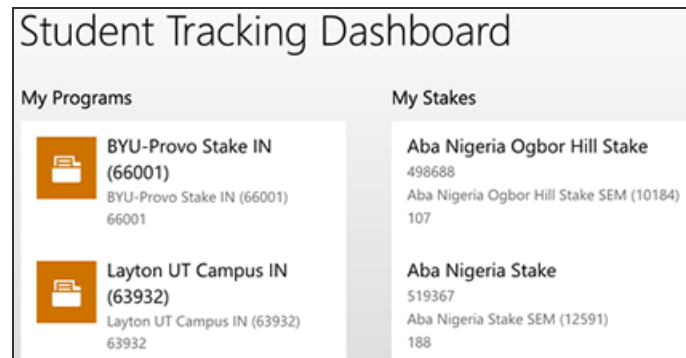 Student Tracking Dashboard
My Programs
BYU-Provo Stake IN
(66001)
BYU-Provo Stake IN (66001)
66001
Layton UT Campus IN
(63932)
Layton UT Campus IN (63932)
63932
My Stakes
Aba Nigeria Ogbor Hill Stake
498688
Aba Nigeria Ogbor Hill Stake SEM (10184)
107
Aba Nigeria Stake
519367
Aba Nigeria Stake SEM (12591)
188